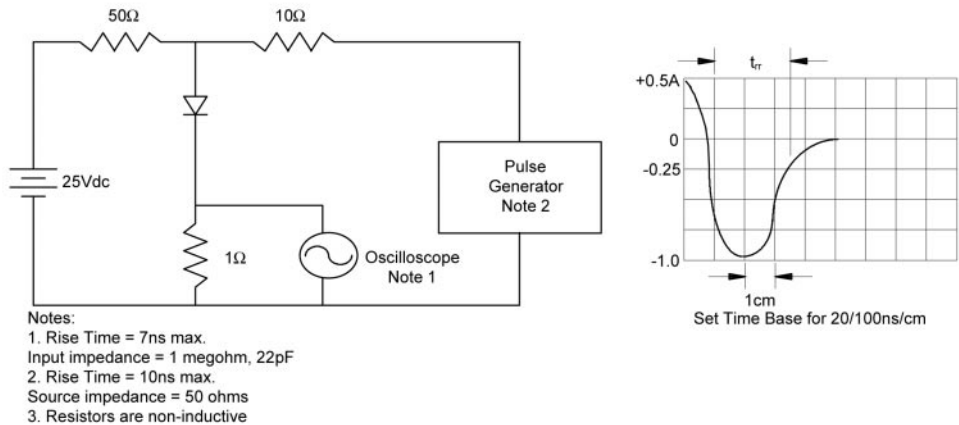 50Ω
10Ω
25Vdc
1Ω
Oscilloscope
Note 1
Pulse
Generator
Note 2
Notes:
1. Rise Time = 7ns max.
Input impedance = 1 megohm, 22pF
2. Rise Time = 10ns max.
Source impedance = 50 ohms
3. Resistors are non-inductive
trr
+0.5A
0
-0.25
-1.0
1cm
Set Time Base for 20/100ns/cm